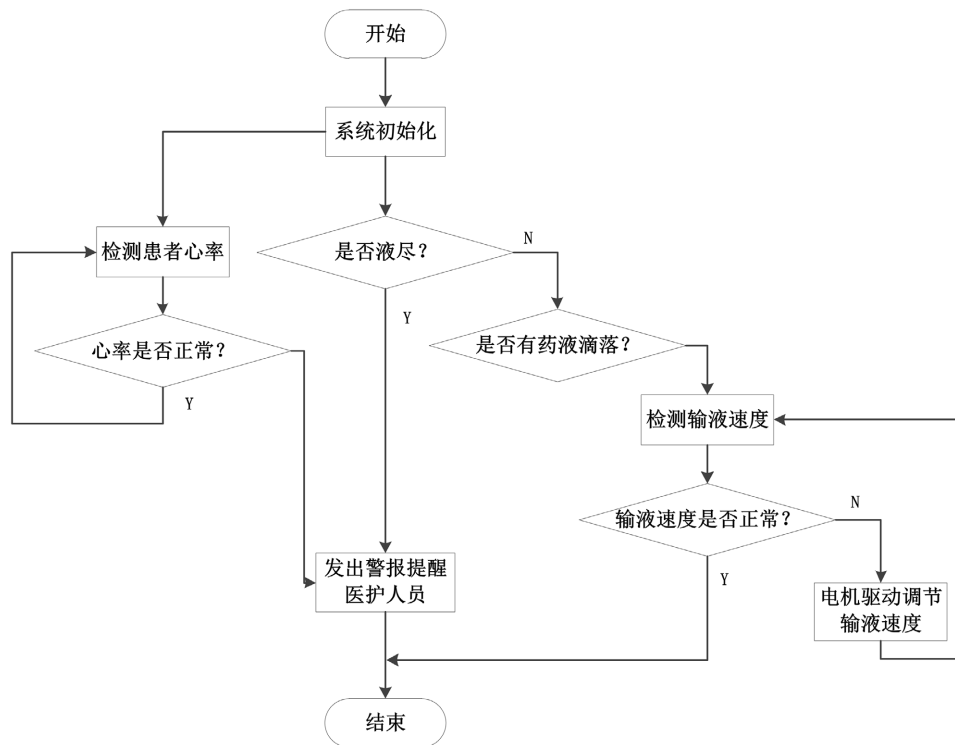 开始
系统初始化
检测患者心率
是否液尽？
N
Y
心率是否正常？
Y
是否有药液滴落？
检测输液速度
输液速度是否正常？
N
Y
发出警报提醒
医护人员
电机驱动调节
输液速度
结束